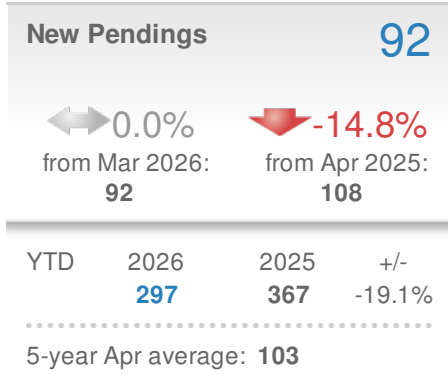 New Pendings 92
0.0% -14.8%
from Mar 2026: from Apr 2025:
92 108
YTD 2026 2025 +/-
297 367 -19.1%
5-year Apr average: 103